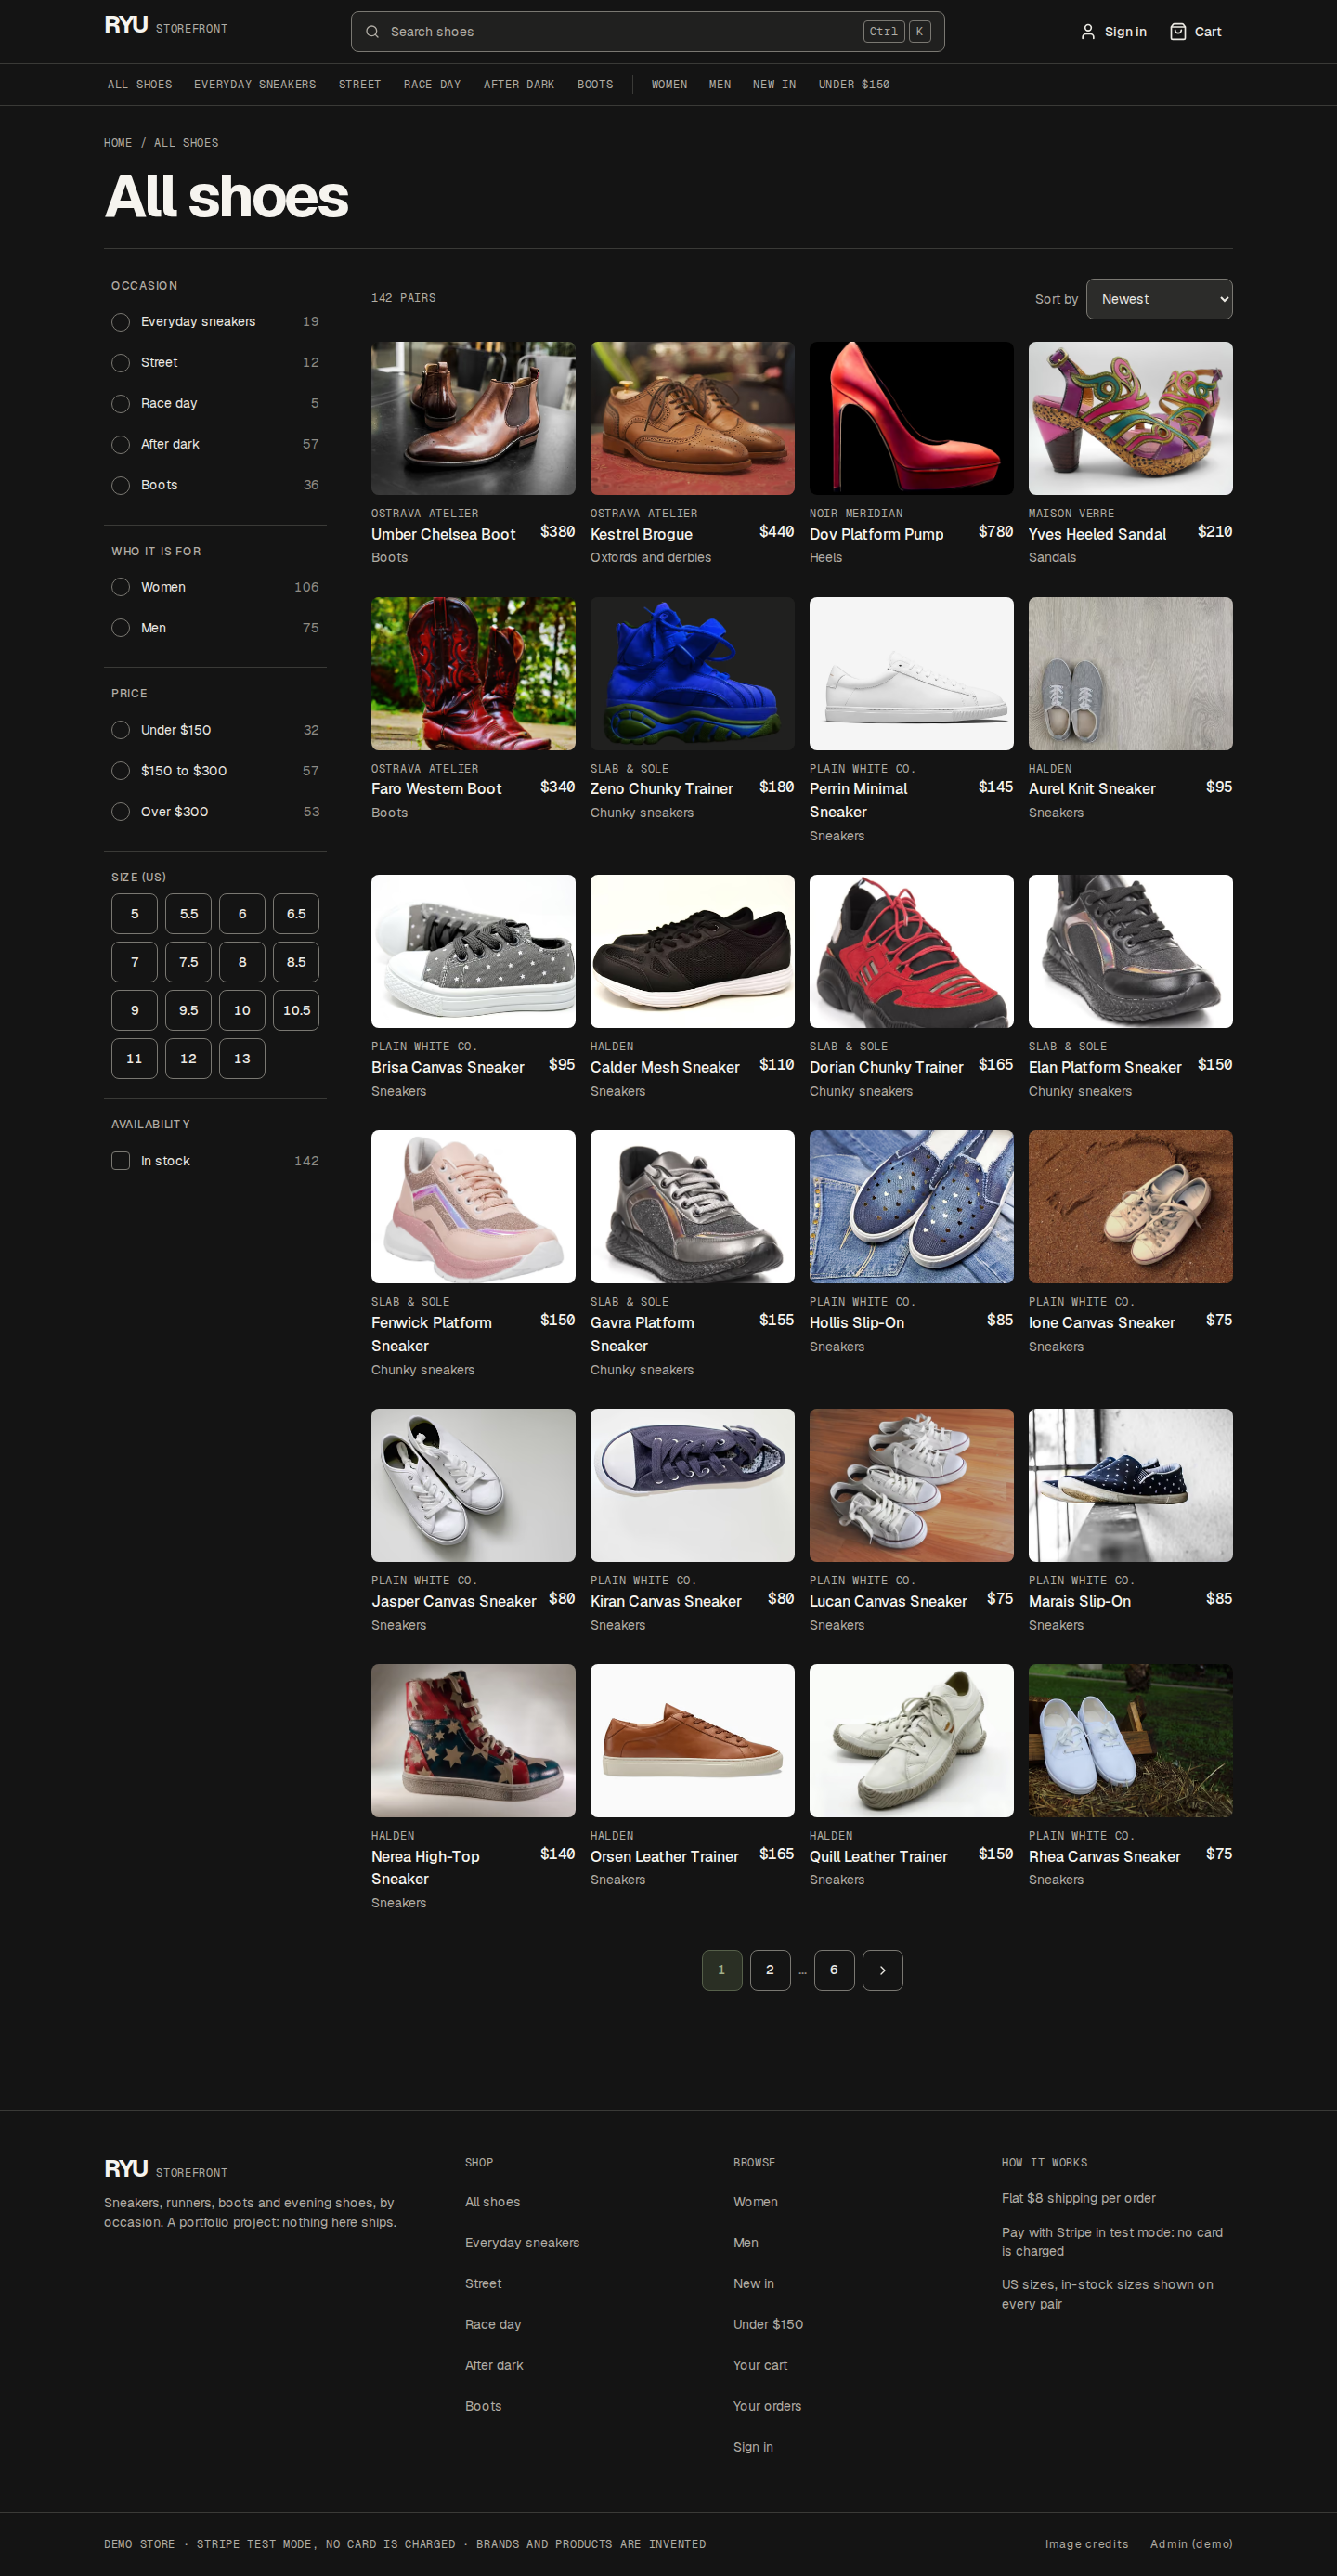 RYU STOREFRONT
Search shoes
Ctrl K
Sign in
Cart
ALL SHOES EVERYDAY SNEAKERS STREET RACE DAY AFTER DARK BOOTS WOMEN MEN NEW IN UNDER $150
HOME / ALL SHOES
All shoes
OCCASION
Everyday sneakers 19
Street 12
Race day 5
After dark 57
Boots 36
WHO IT IS FOR
Women 106
Men 75
PRICE
Under $150 32
$150 to $300 57
Over $300 53
SIZE (US)
5 5.5 6 6.5
7 7.5 8 8.5
9 9.5 10 10.5
11 12 13
AVAILABILITY
In stock 142
142 PAIRS
Sort by Newest
OSTRAVA ATELIER
Umber Chelsea Boot $380
Boots
OSTRAVA ATELIER
Kestrel Brogue $440
Oxfords and derbies
NOIR MERIDIAN
Dov Platform Pump $780
Heels
MAISON VERRE
Yves Heeled Sandal $210
Sandals
OSTRAVA ATELIER
Faro Western Boot $340
Boots
SLAB & SOLE
Zeno Chunky Trainer $180
Chunky sneakers
PLAIN WHITE CO.
Perrin Minimal $145
Sneaker
Sneakers
HALDEN
Aurel Knit Sneaker $95
Sneakers
PLAIN WHITE CO.
Brisa Canvas Sneaker $95
Sneakers
HALDEN
Calder Mesh Sneaker $110
Sneakers
SLAB & SOLE
Dorian Chunky Trainer $165
Chunky sneakers
SLAB & SOLE
Elan Platform Sneaker $150
Chunky sneakers
SLAB & SOLE
Fenwick Platform $150
Sneaker
Chunky sneakers
SLAB & SOLE
Gavra Platform $155
Sneaker
Chunky sneakers
PLAIN WHITE CO.
Hollis Slip-On $85
Sneakers
PLAIN WHITE CO.
Ione Canvas Sneaker $75
Sneakers
PLAIN WHITE CO.
Jasper Canvas Sneaker $80
Sneakers
PLAIN WHITE CO.
Kiran Canvas Sneaker $80
Sneakers
PLAIN WHITE CO.
Lucan Canvas Sneaker $75
Sneakers
PLAIN WHITE CO.
Marais Slip-On $85
Sneakers
HALDEN
Nerea High-Top $140
Sneaker
Sneakers
HALDEN
Orsen Leather Trainer $165
Sneakers
HALDEN
Quill Leather Trainer $150
Sneakers
PLAIN WHITE CO.
Rhea Canvas Sneaker $75
Sneakers
1 2 … 6
RYU STOREFRONT
Sneakers, runners, boots and evening shoes, by
occasion. A portfolio project: nothing here ships.
SHOP
All shoes
Everyday sneakers
Street
Race day
After dark
Boots
BROWSE
Women
Men
New in
Under $150
Your cart
Your orders
Sign in
HOW IT WORKS
Flat $8 shipping per order
Pay with Stripe in test mode: no card
is charged
US sizes, in-stock sizes shown on
every pair
DEMO STORE · STRIPE TEST MODE, NO CARD IS CHARGED · BRANDS AND PRODUCTS ARE INVENTED
Image credits Admin (demo)